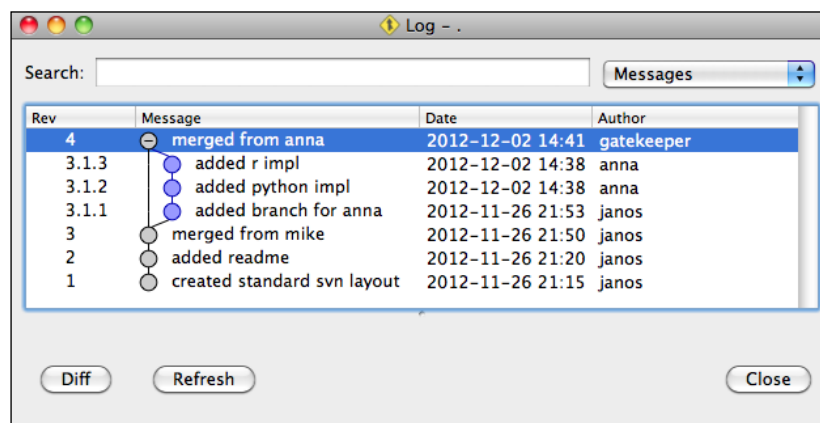 Log – .
Search: Messages
Rev Message Date Author
4 merged from anna 2012–12–02 14:41 gatekeeper
3.1.3 added r impl 2012–12–02 14:38 anna
3.1.2 added python impl 2012–12–02 14:38 anna
3.1.1 added branch for anna 2012–11–26 21:53 janos
3 merged from mike 2012–11–26 21:50 janos
2 added readme 2012–11–26 21:20 janos
1 created standard svn layout 2012–11–26 21:15 janos
Diff Refresh Close